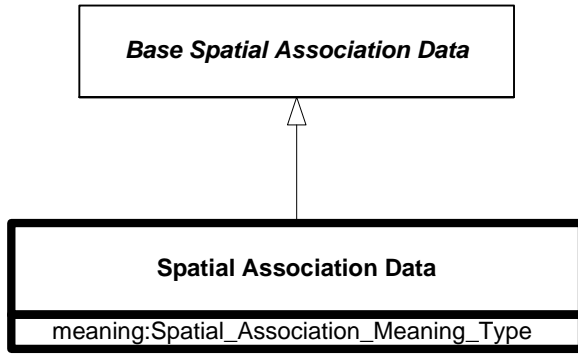 Base Spatial Association Data
Spatial Association Data
meaning:Spatial_Association_Meaning_Type